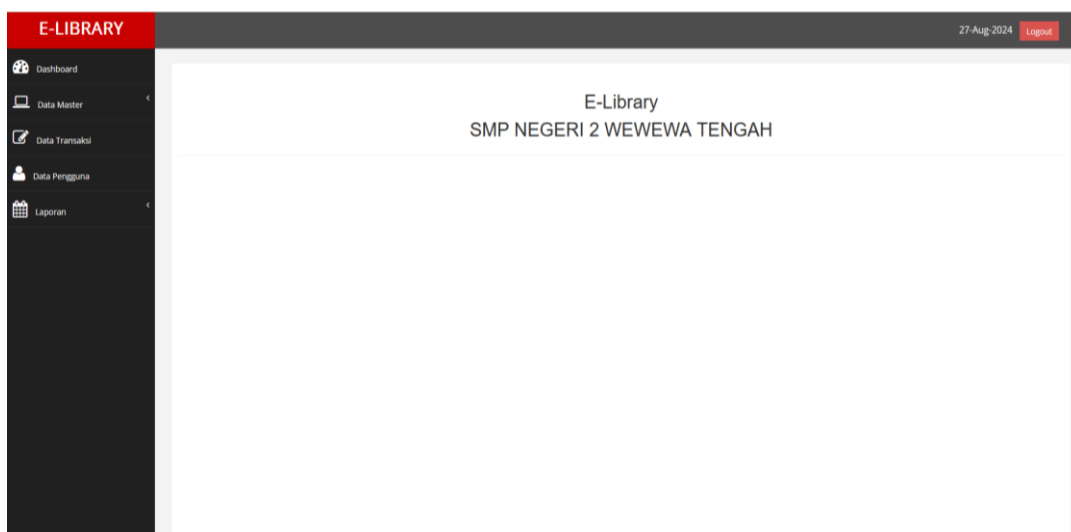 E-LIBRARY
27-Aug-2024 Logout
Dashboard
Data Master
Data Transaksi
Data Pengguna
Laporan
E-Library
SMP NEGERI 2 WEWEWA TENGAH